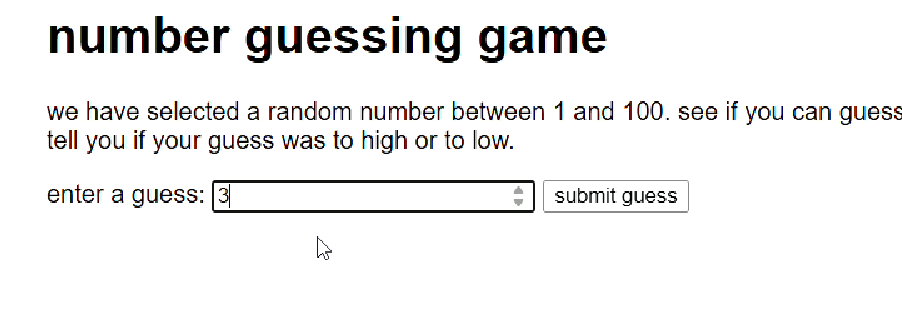 number guessing game
we have selected a random number between 1 and 100. see if you can guess
tell you if your guess was to high or to low.
enter a guess: 3 submit guess